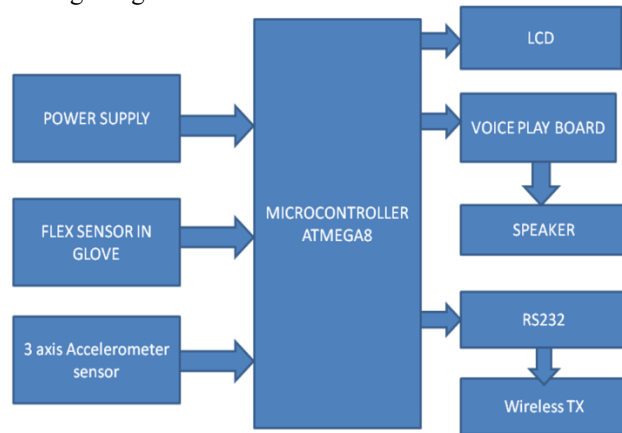 POWER SUPPLY
FLEX SENSOR IN
GLOVE
3 axis Accelerometer
sensor
MICROCONTROLLER
ATMEGA8
LCD
VOICE PLAY BOARD
SPEAKER
RS232
Wireless TX